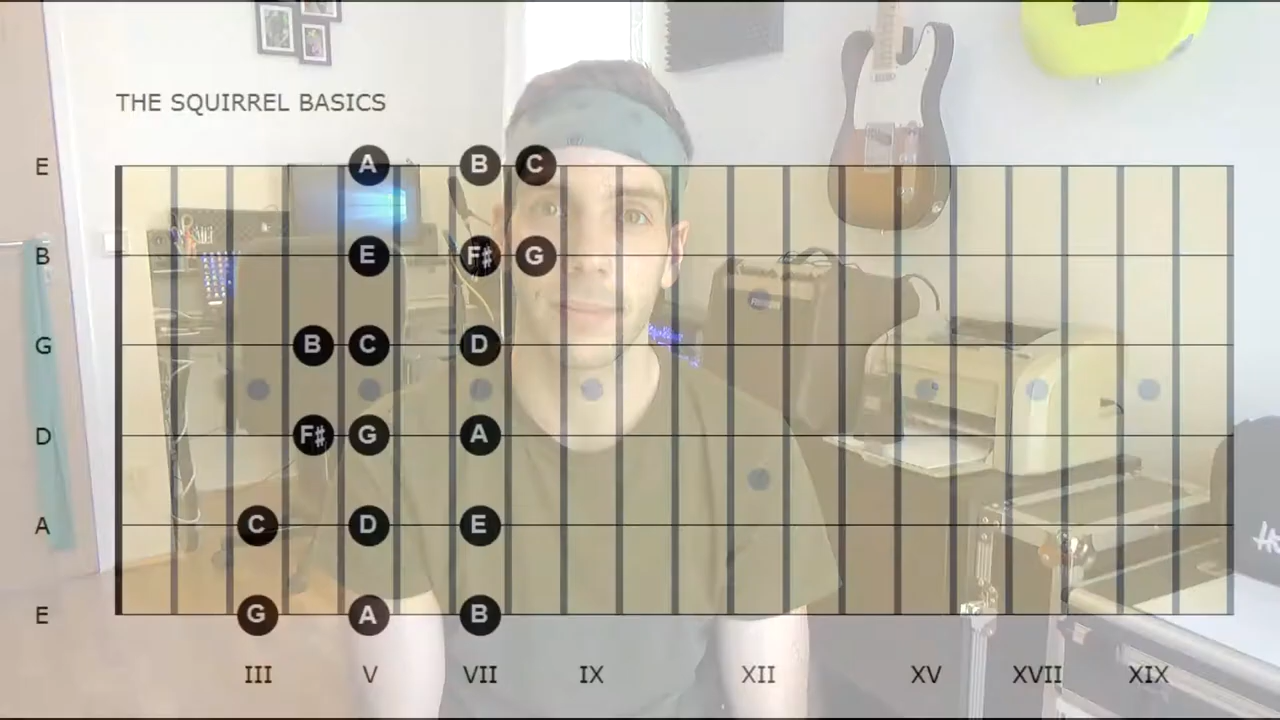 THE SQUIRREL BASICS
E A B C
B E F# G
G B C D
D F# G A
A C D E
E G A B
III V VII IX XII XV XVII XIX